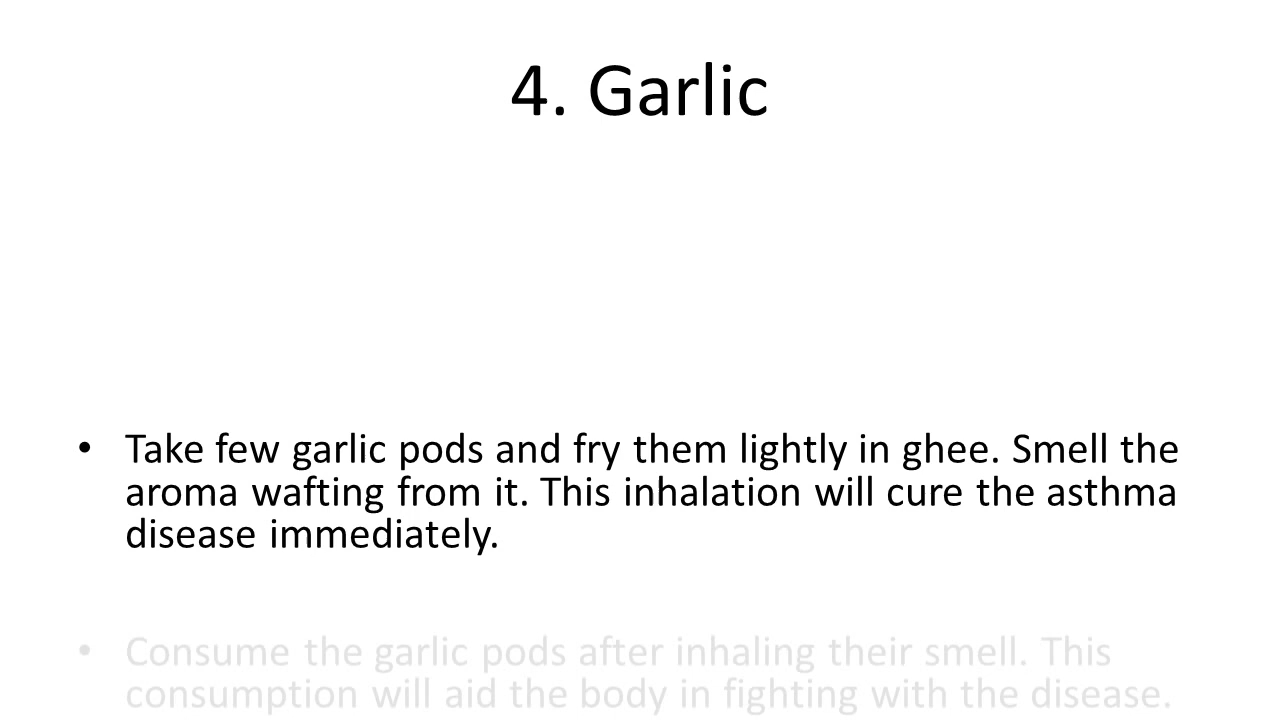 4. Garlic
• Take few garlic pods and fry them lightly in ghee. Smell the
aroma wafting from it. This inhalation will cure the asthma
disease immediately.
• Consume the garlic pods after inhaling their smell. This
consumption will aid the body in fighting with the disease.